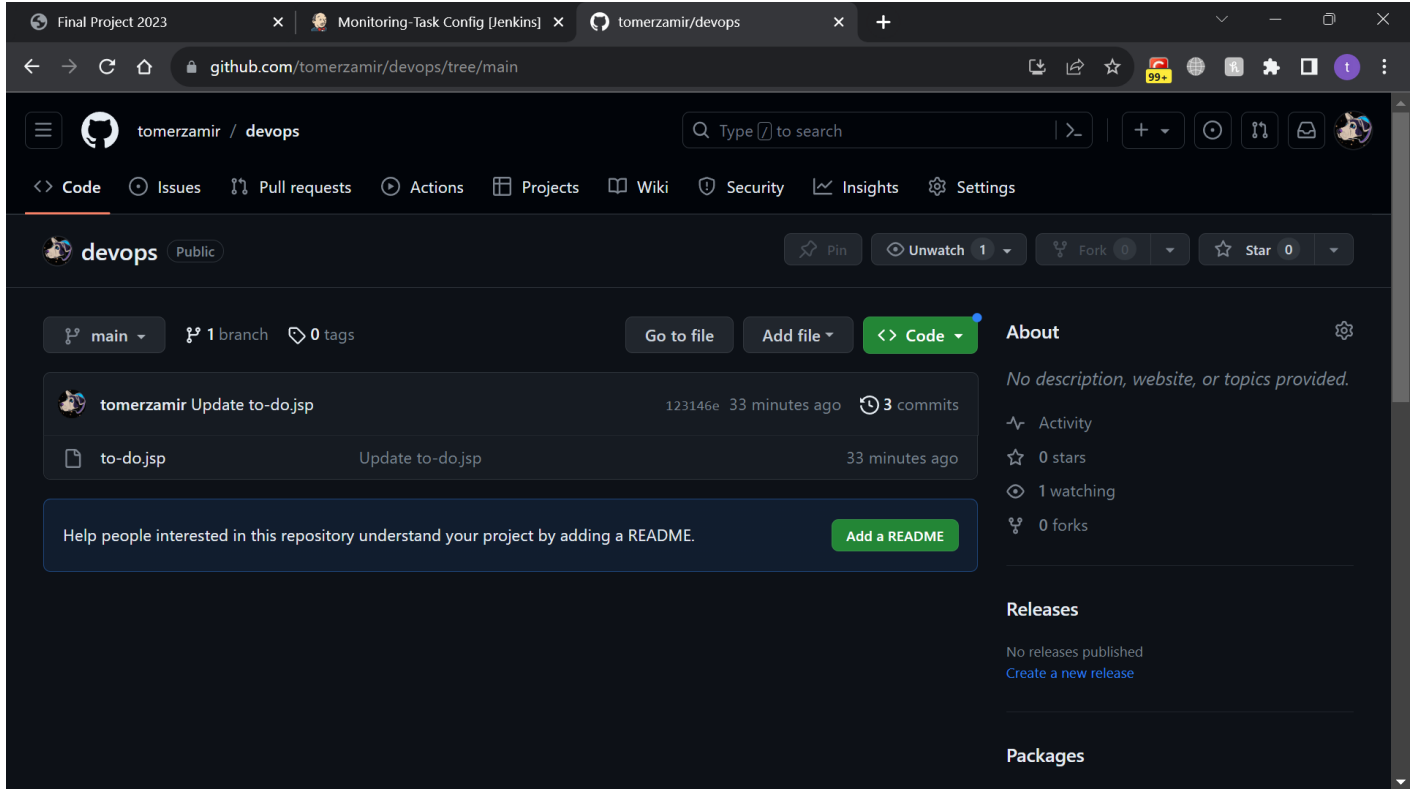 Final Project 2023
Monitoring-Task Config [Jenkins]
tomerzamir/devops
github.com/tomerzamir/devops/tree/main
99+
t
tomerzamir / devops
Type / to search
Code Issues Pull requests Actions Projects Wiki Security Insights Settings
devops Public
Pin Unwatch 1 Fork 0 Star 0
main 1 branch 0 tags Go to file Add file Code
About
No description, website, or topics provided.
tomerzamir Update to-do.jsp 123146e 33 minutes ago 3 commits
Activity
to-do.jsp Update to-do.jsp 33 minutes ago
0 stars
1 watching
0 forks
Help people interested in this repository understand your project by adding a README. Add a README
Releases
No releases published
Create a new release
Packages